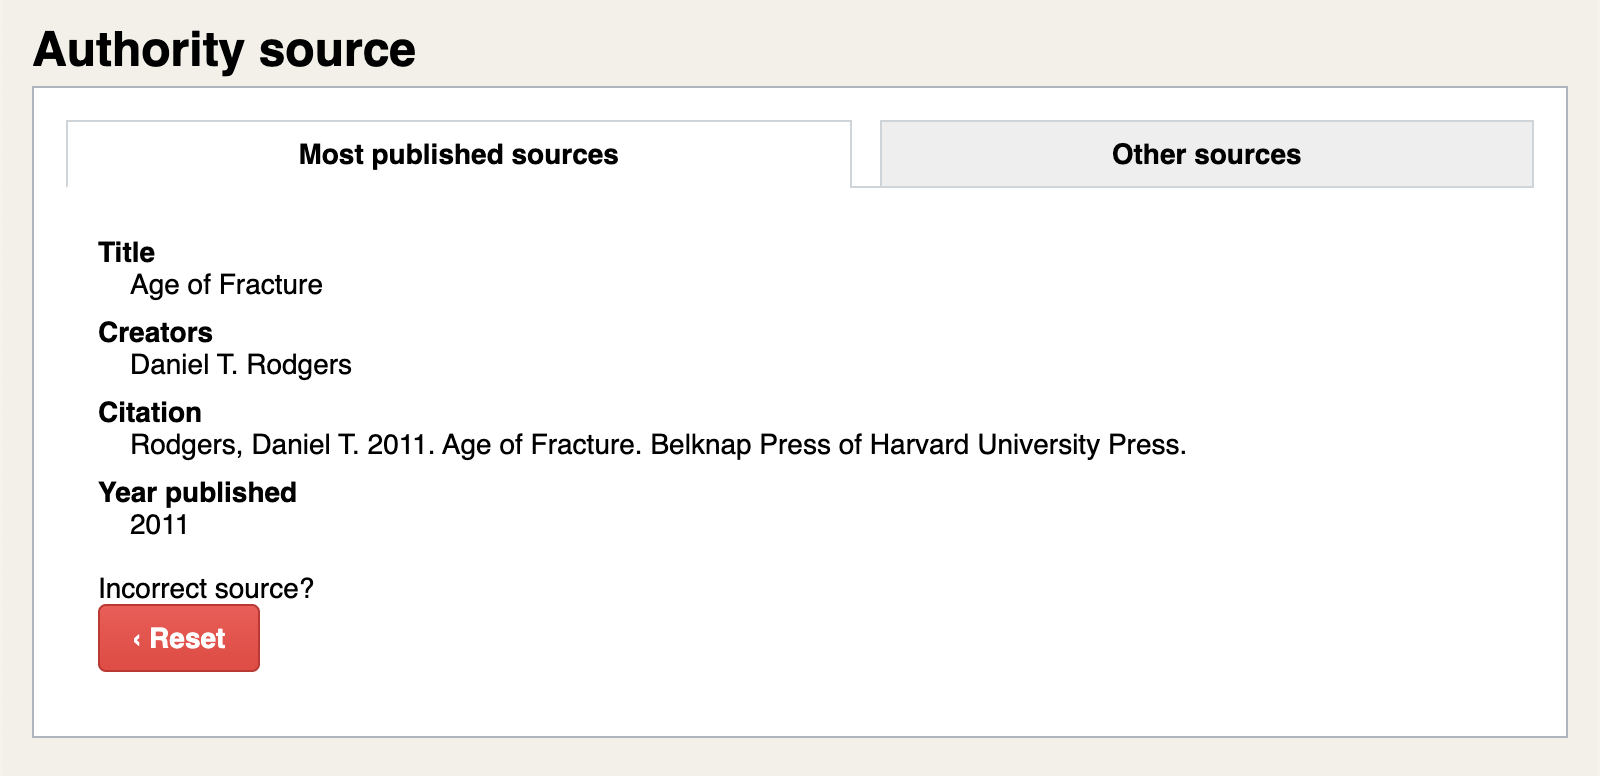 Authority source
Most published sources
Other sources
Title
Age of Fracture
Creators
Daniel T. Rodgers
Citation
Rodgers, Daniel T. 2011. Age of Fracture. Belknap Press of Harvard University Press.
Year published
2011
Incorrect source?
‹ Reset